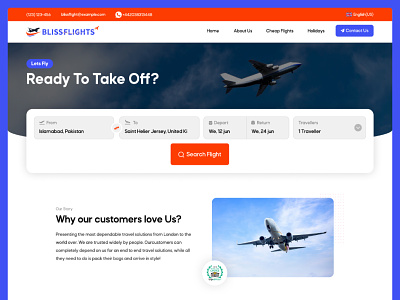 (123) 123-456 blissflight@example.com +442038013448 English (US)
BLISSFLIGHTS Home About Us Cheap Flights Holidays Contact Us
Lets Fly
Ready To Take Off?
From To Depart Return Travellers
Islamabad, Pakistan Saint Helier Jersey, United Ki We, 12 jun We, 24 jun 1 Traveller
Search Flight
Our Story
Why our customers love Us?
Presenting the most dependable travel solutions from London to the
world over. We are trusted widely by people. Ourcustomers can
completely depend on us for an end to end travel solutions, while all
they need to do is pack their bags and arrive in style!